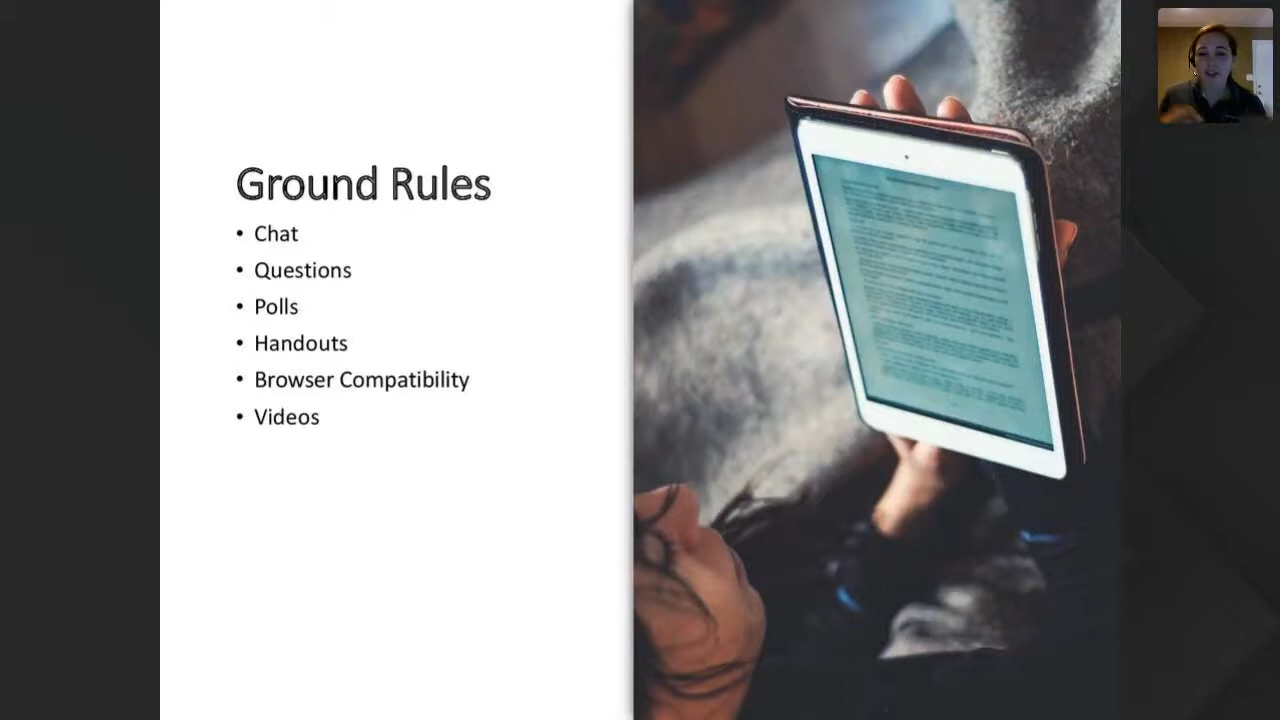 Ground Rules
• Chat
• Questions
• Polls
• Handouts
• Browser Compatibility
• Videos